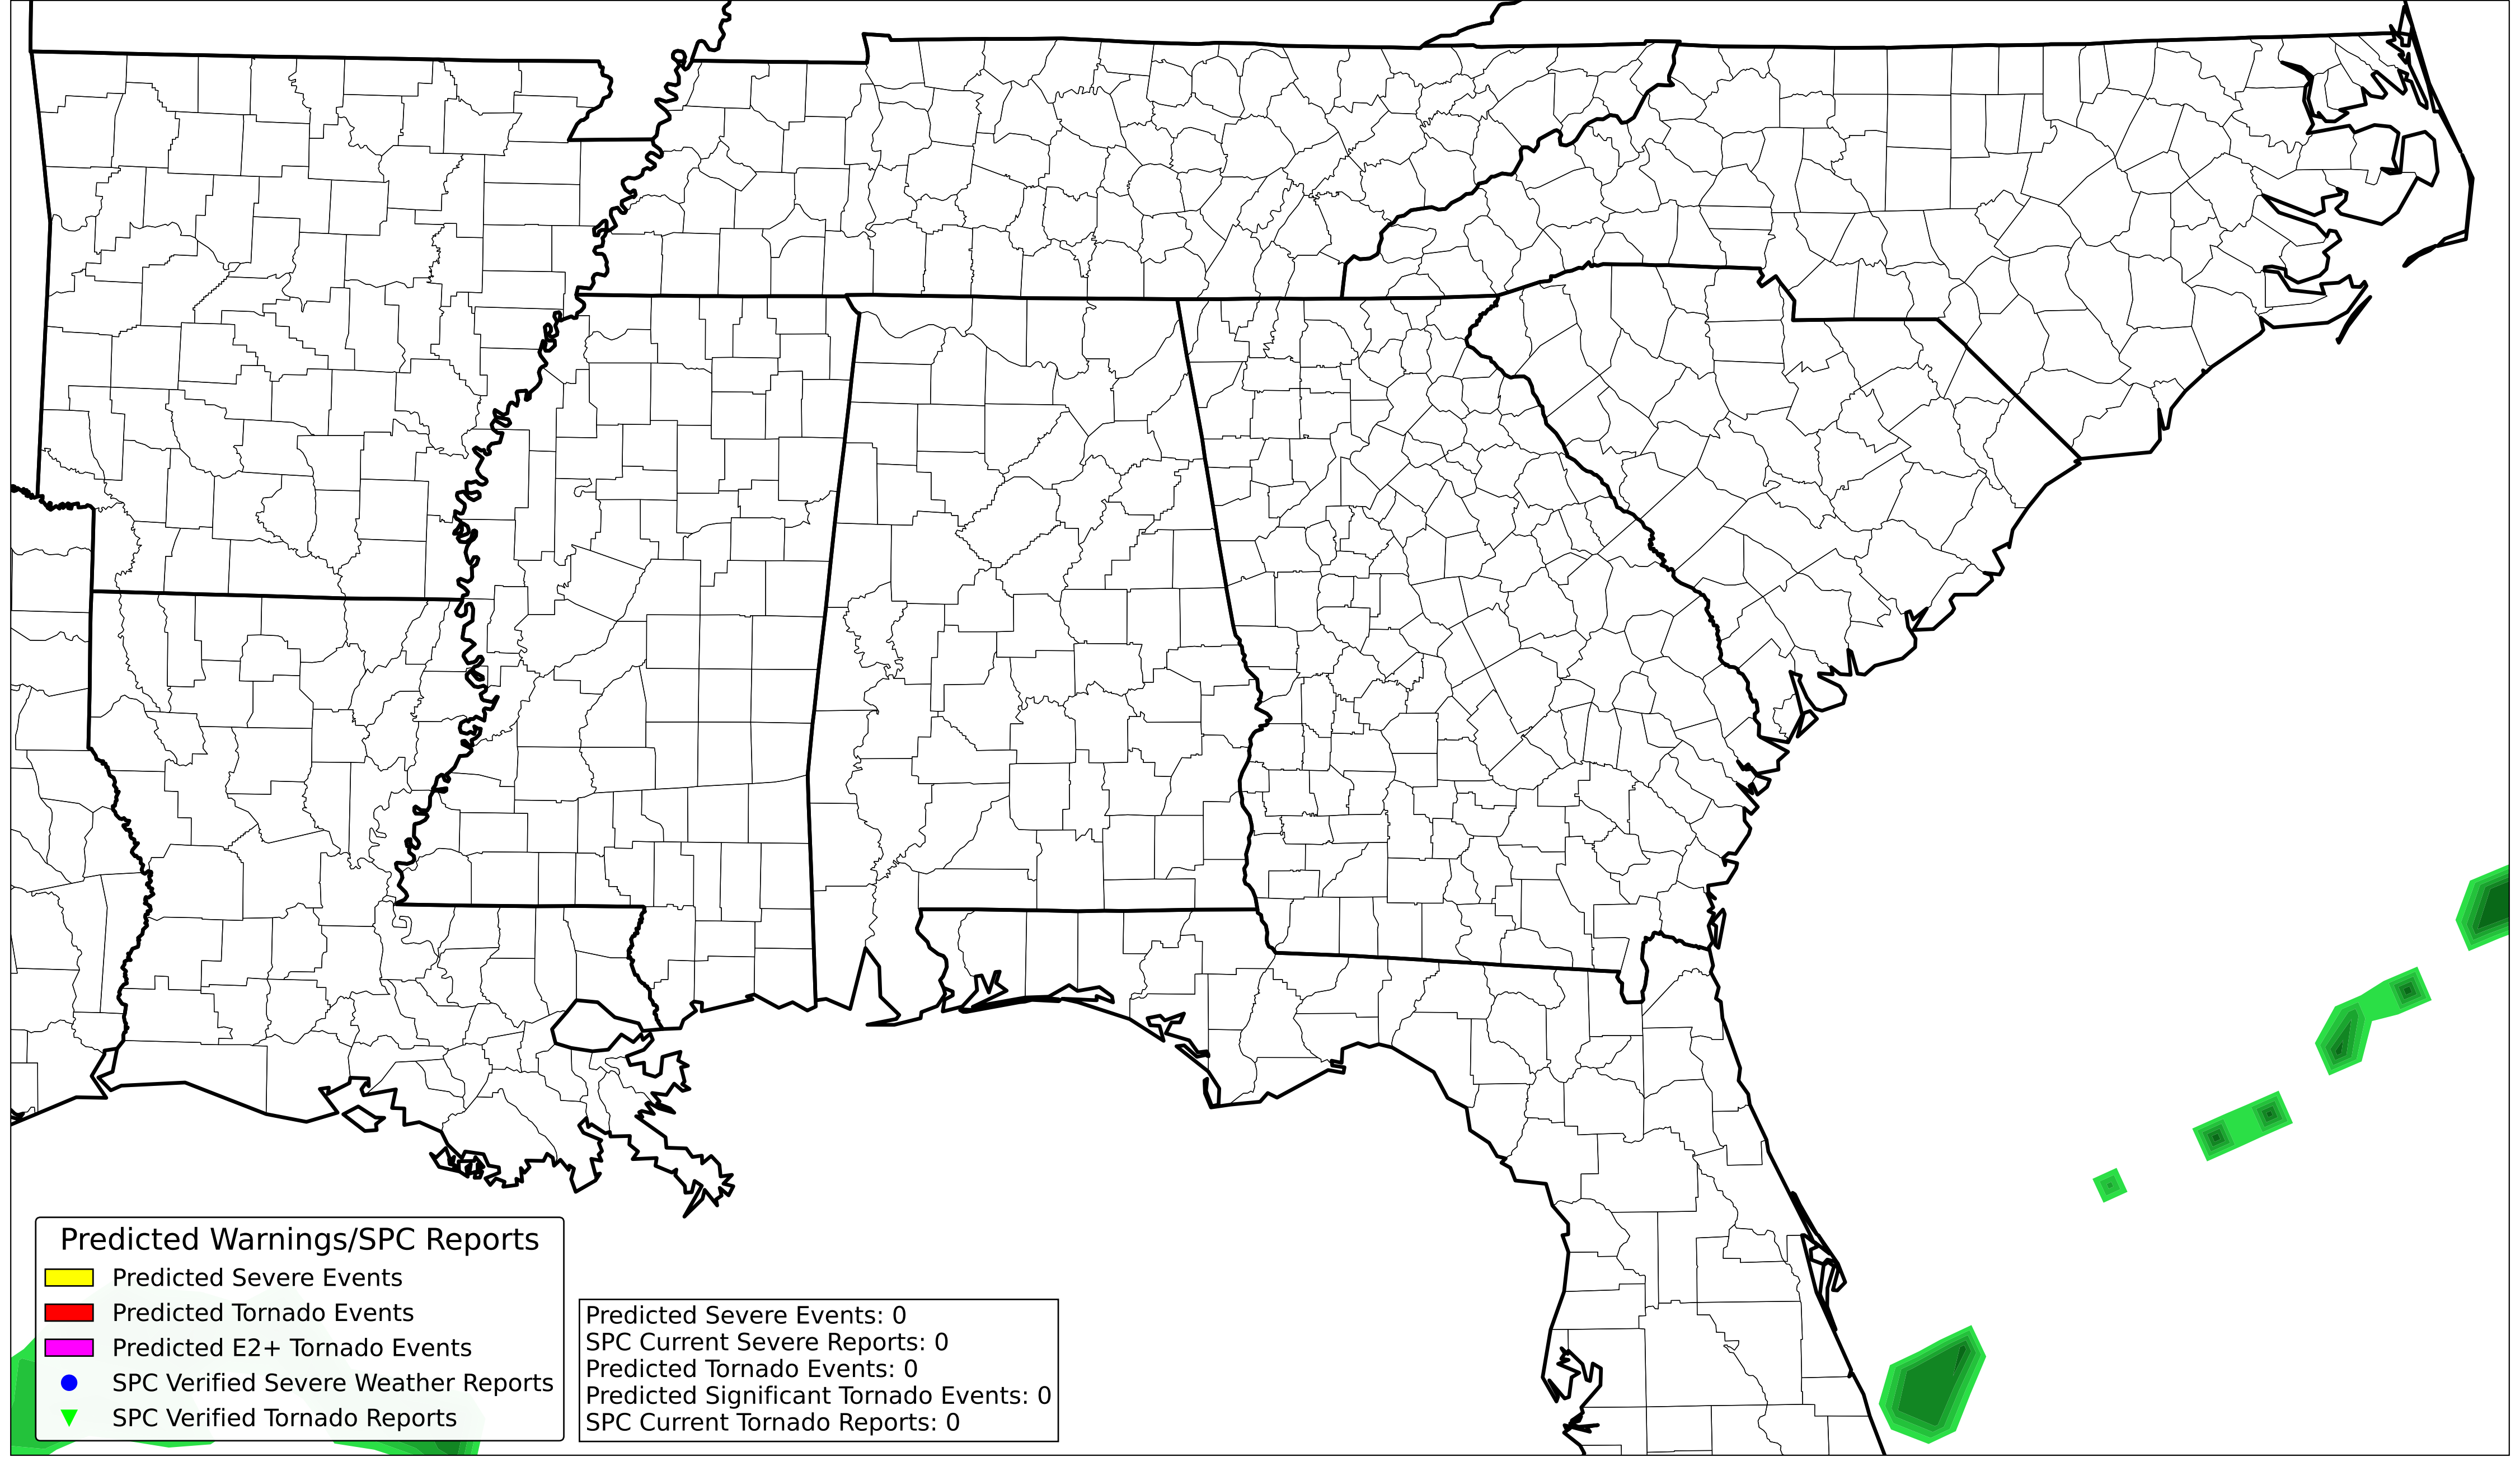 Predicted Warnings/SPC Reports
Predicted Severe Events
Predicted Tornado Events
Predicted E2+ Tornado Events
SPC Verified Severe Weather Reports
SPC Verified Tornado Reports
Predicted Severe Events: 0
SPC Current Severe Reports: 0
Predicted Tornado Events: 0
Predicted Significant Tornado Events: 0
SPC Current Tornado Reports: 0